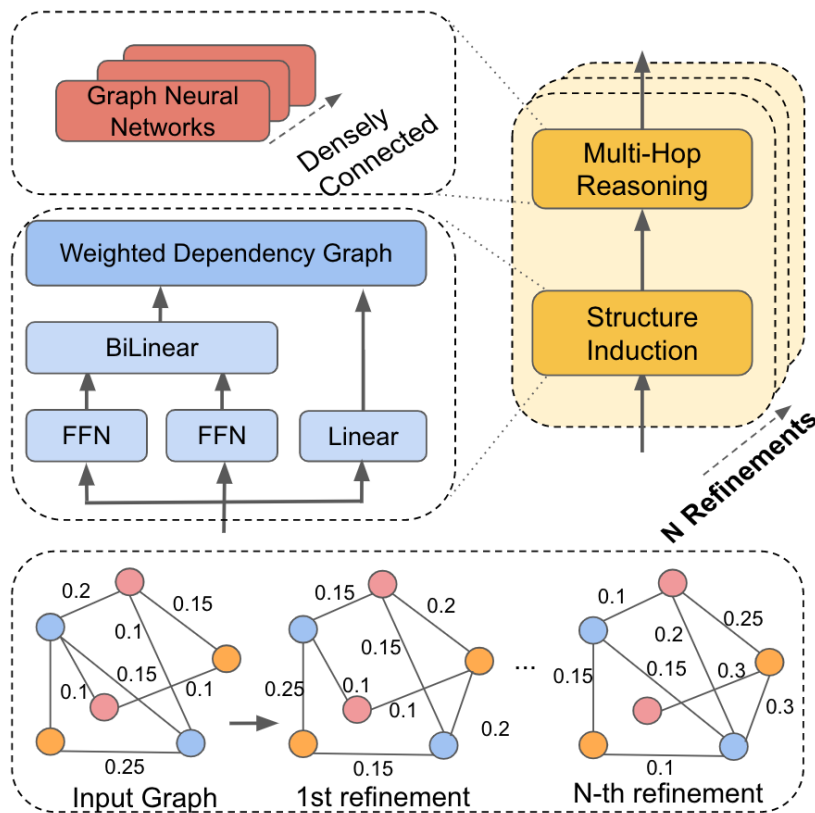 Graph Neural
Networks
Densely
Connected
Multi-Hop
Reasoning
Structure
Induction
N Refinements
Weighted Dependency Graph
BiLinear
FFN
FFN
Linear
0.2
0.15
0.1
0.15
0.1
0.1
0.25
Input Graph
0.15
0.2
0.15
0.25
0.1
0.1
0.2
0.15
1st refinement
...
0.1
0.25
0.2
0.15
0.15
0.3
0.3
0.1
N-th refinement